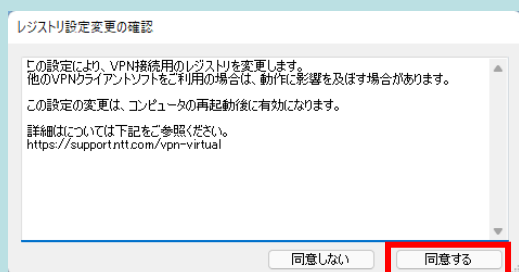 レジストリ設定変更の確認
この設定により、VPN接続用のレジストリを変更します。
他のVPNクライアントソフトをご利用の場合は、動作に影響を及ぼす場合があります。
この設定の変更は、コンピュータの再起動後に有効になります。
詳細はについては下記をご参照ください。
https://support.ntt.com/vpn-virtual
同意しない
同意する